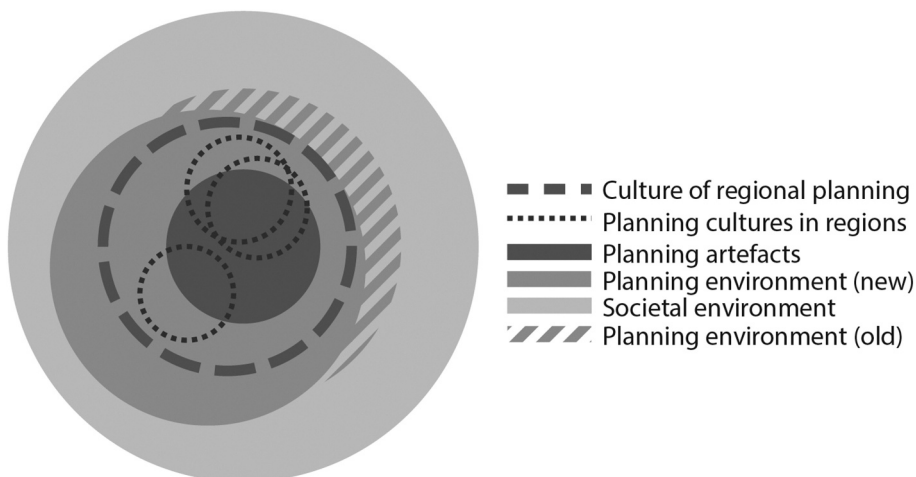 Culture of regional planning
Planning cultures in regions
Planning artefacts
Planning environment (new)
Societal environment
Planning environment (old)